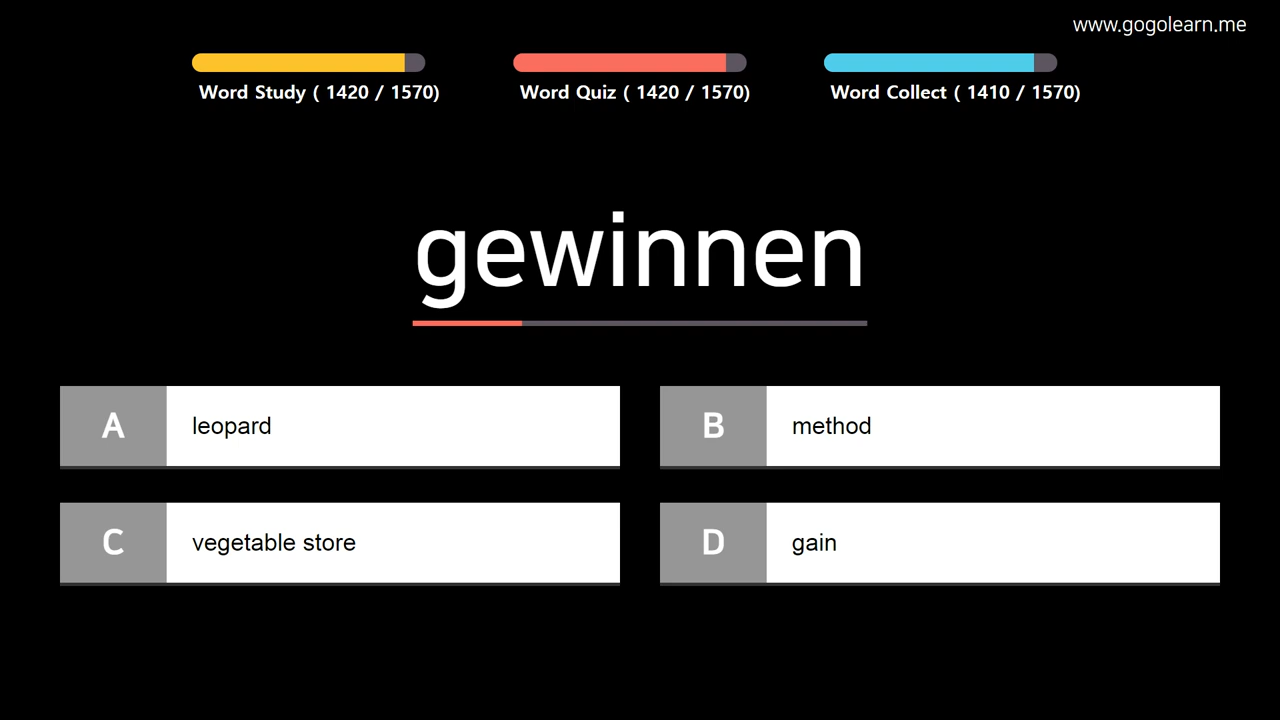 www.gogolearn.me
Word Study ( 1420 / 1570)
Word Quiz ( 1420 / 1570)
Word Collect ( 1410 / 1570)
gewinnen
A leopard
B method
C vegetable store
D gain